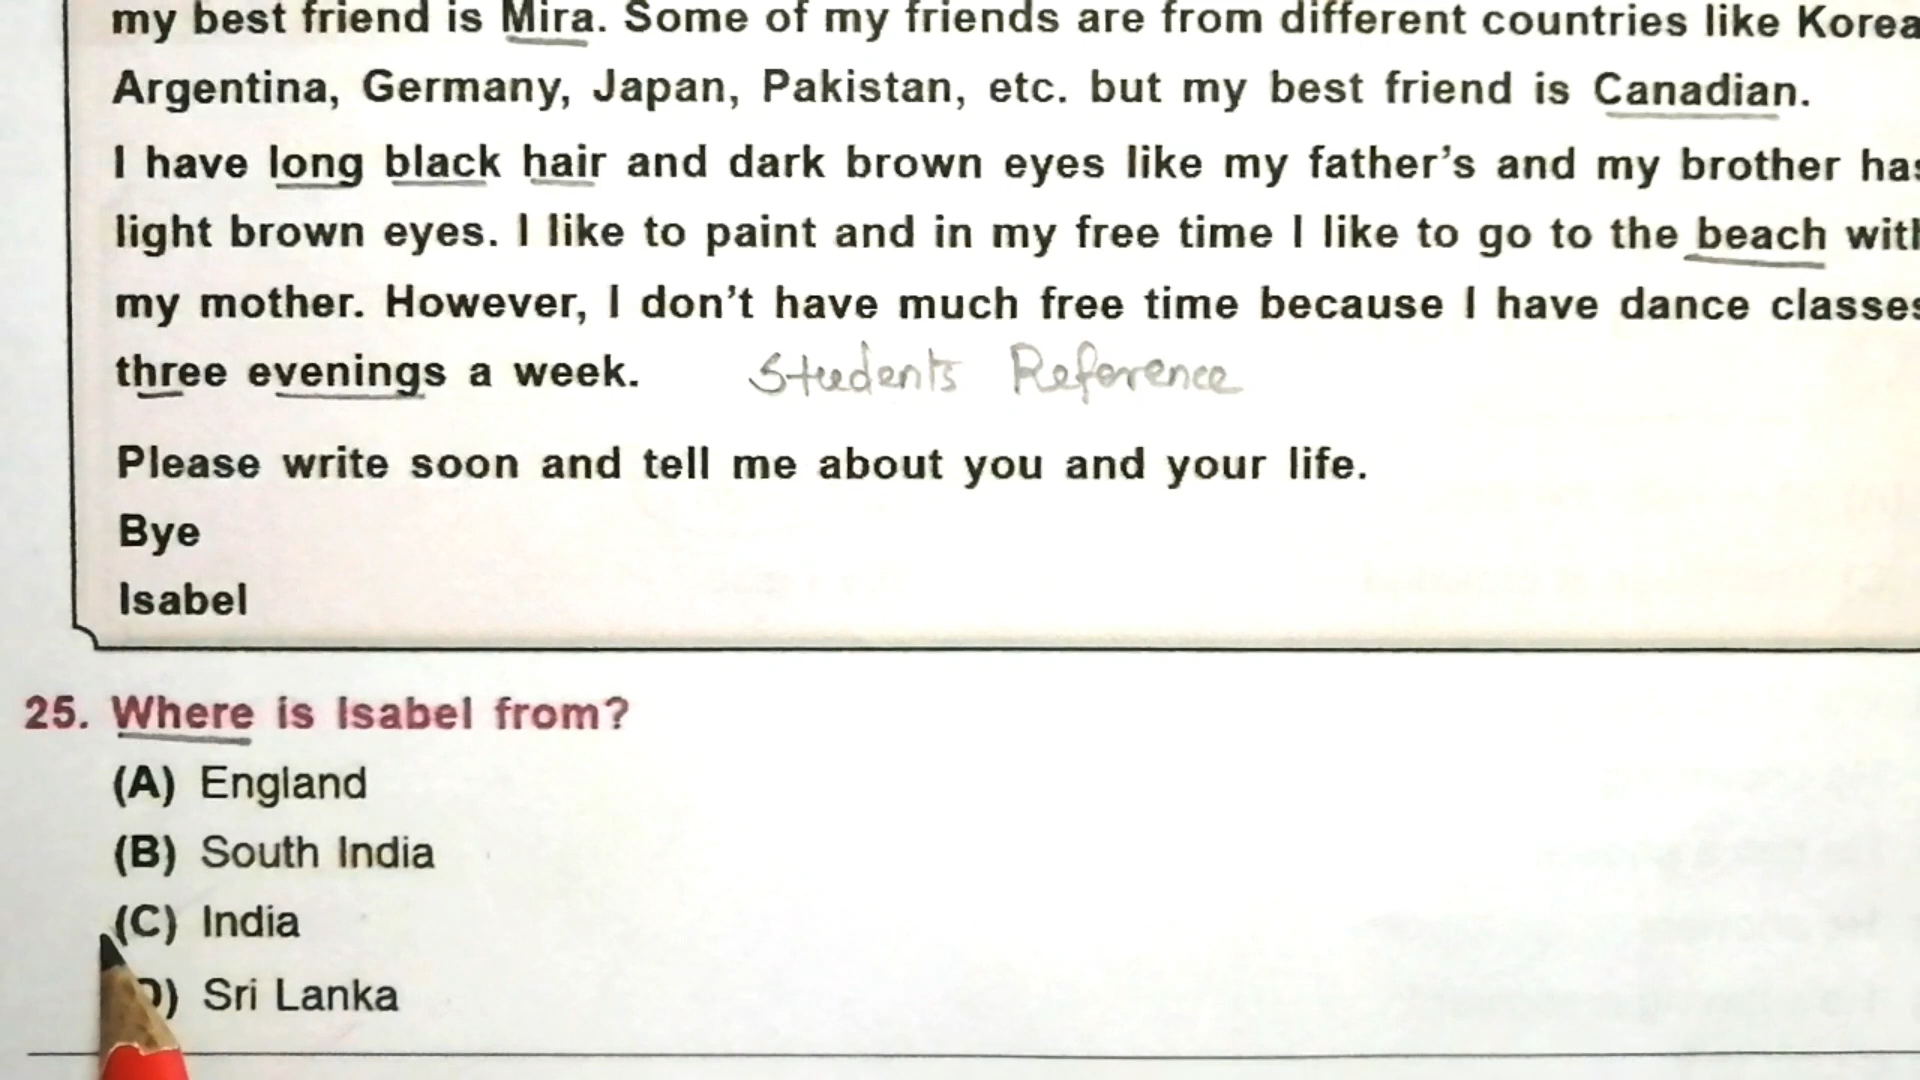 my best friend is Mira. Some of my friends are from different countries like Korea
Argentina, Germany, Japan, Pakistan, etc. but my best friend is Canadian.
I have long black hair and dark brown eyes like my father's and my brother has
light brown eyes. I like to paint and in my free time I like to go to the beach with
my mother. However, I don't have much free time because I have dance classes
three evenings a week. Students Reference
Please write soon and tell me about you and your life.
Bye
Isabel
25. Where is Isabel from?
(A) England
(B) South India
(C) India
D) Sri Lanka